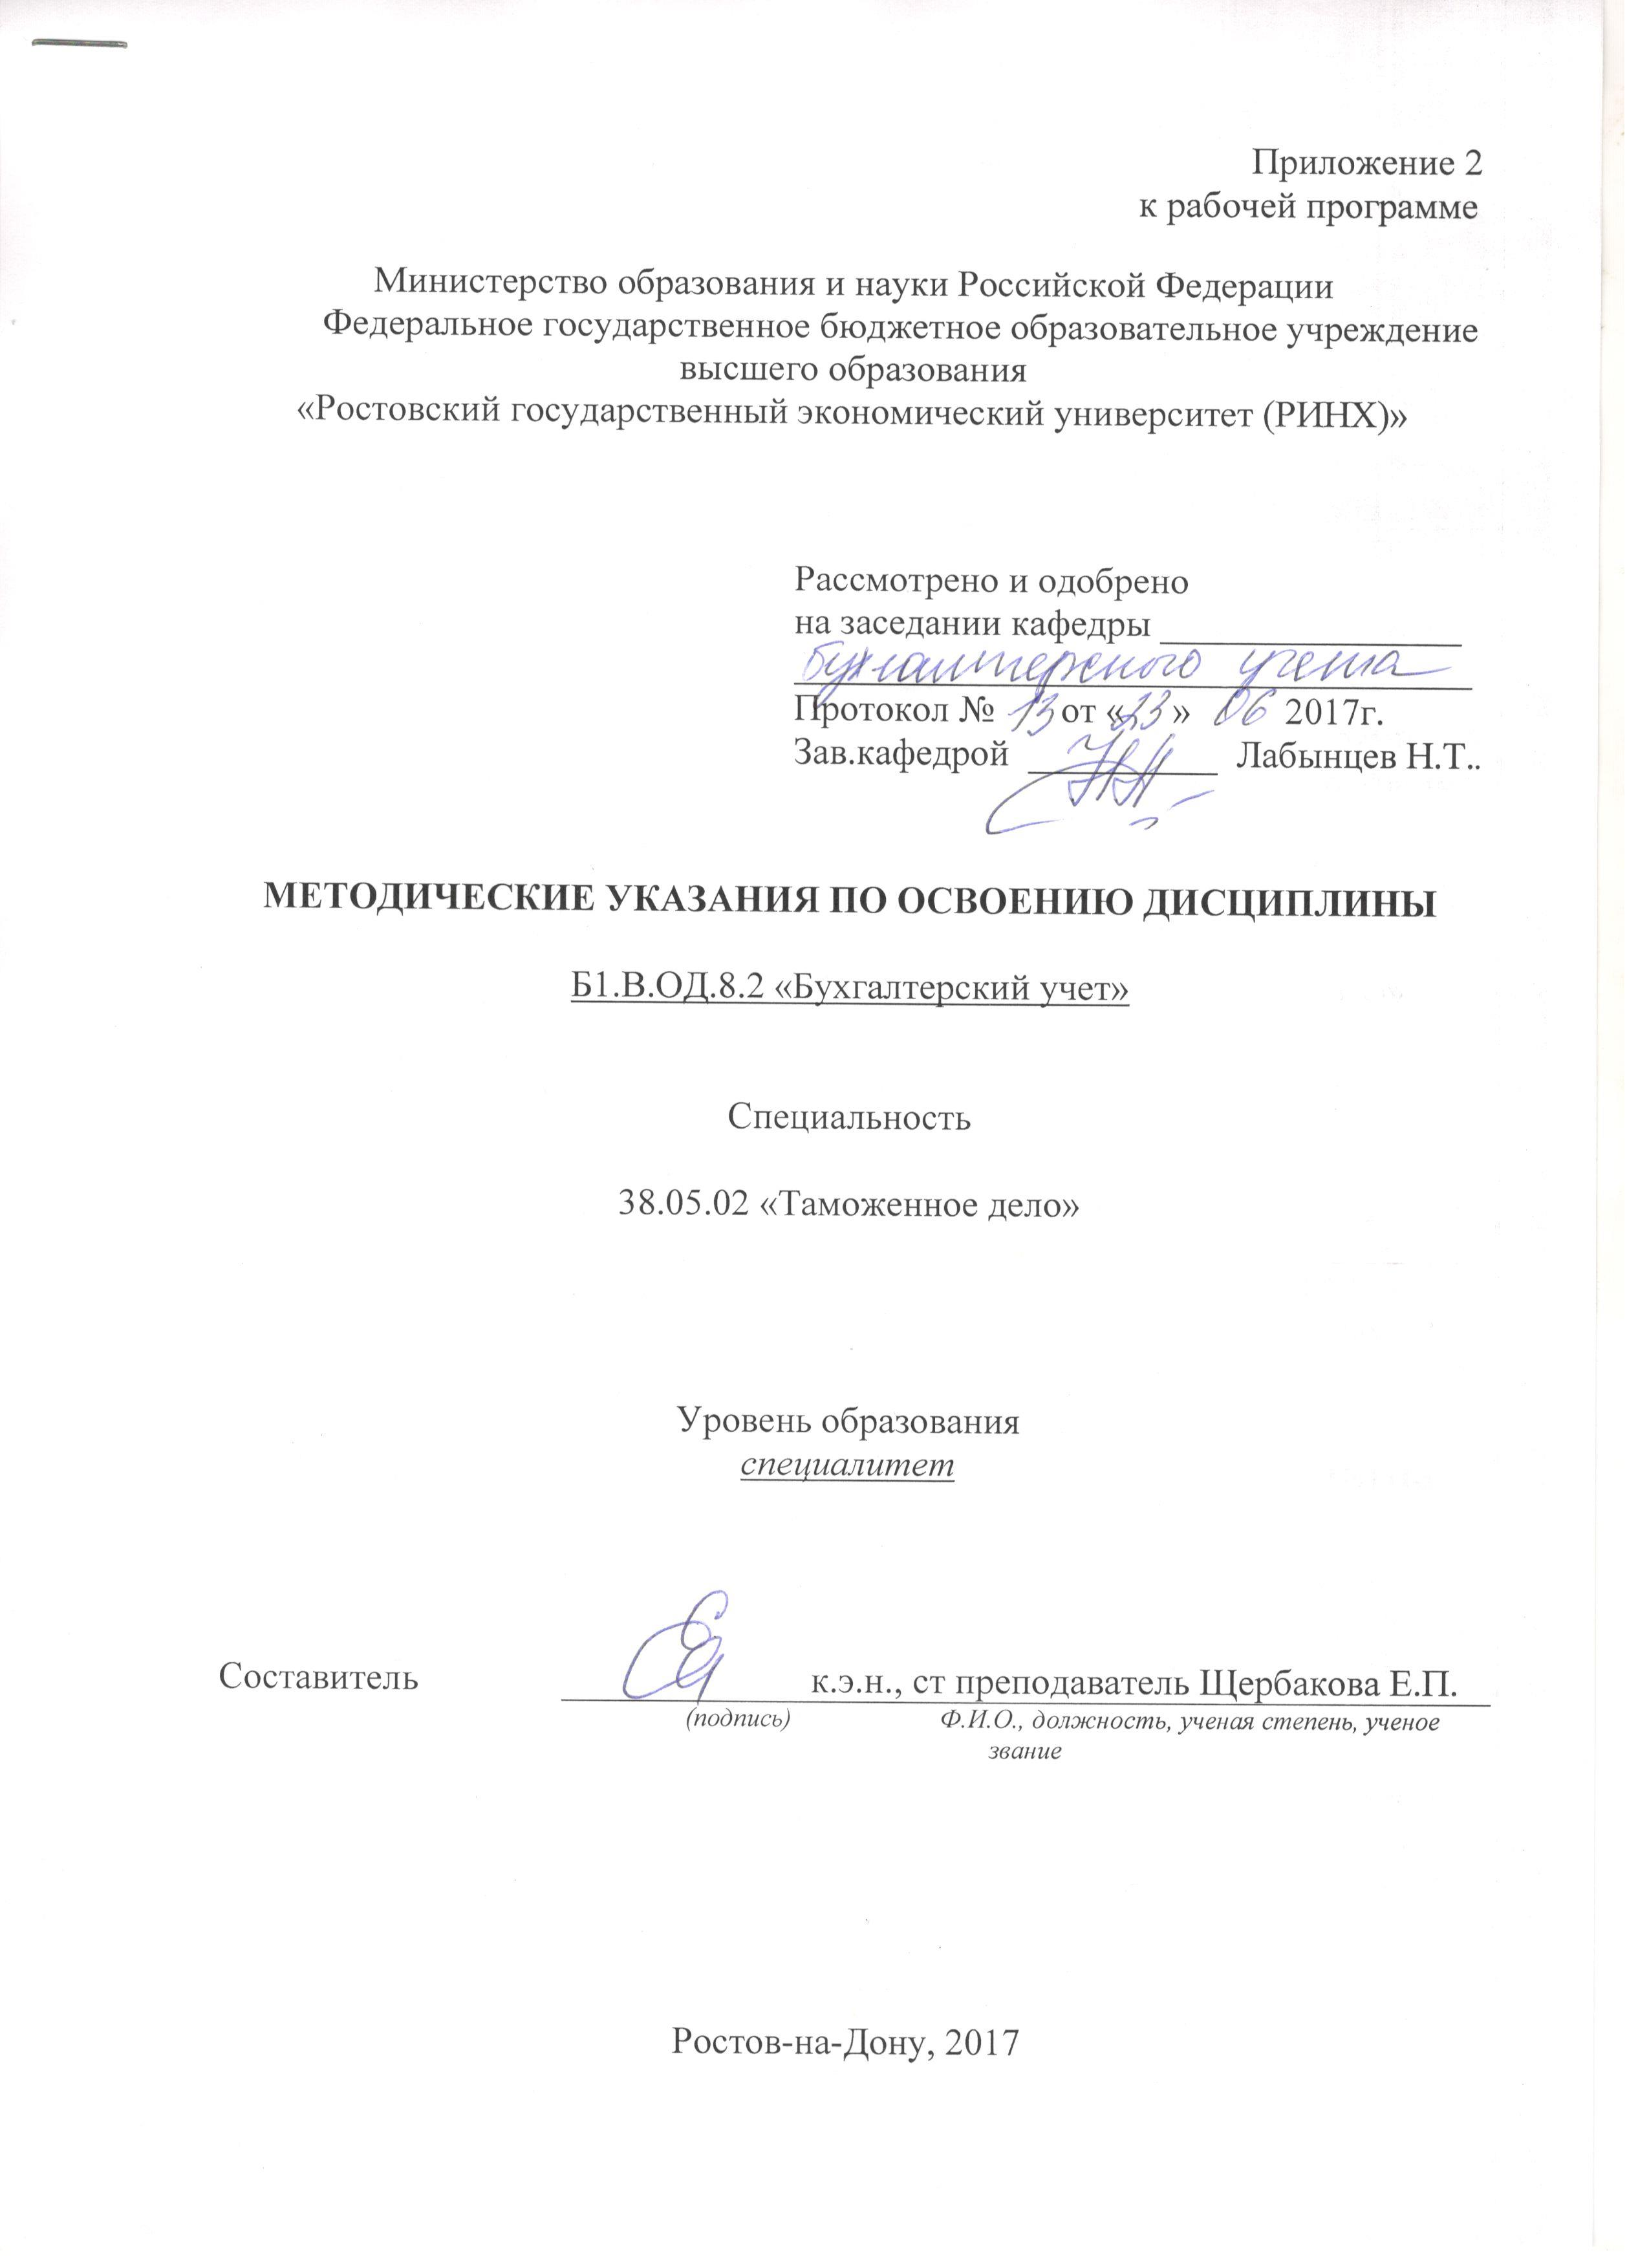 Приложение 2
к рабочей программе
Министерство образования и науки Российской Федерации
Федеральное государственное бюджетное образовательное учреждение
высшего образования
«Ростовский государственный экономический университет (РИНХ)»
Рассмотрено и одобрено
на заседании кафедры
бухгалтерского учета
Протокол № 13 от «23» 06 2017г.
Зав.кафедрой Лабынцев Н.Т..
МЕТОДИЧЕСКИЕ УКАЗАНИЯ ПО ОСВОЕНИЮ ДИСЦИПЛИНЫ
Б1.В.ОД.8.2 «Бухгалтерский учет»
Специальность
38.05.02 «Таможенное дело»
Уровень образования
специалитет
Составитель к.э.н., ст преподаватель Щербакова Е.П.
(подпись) Ф.И.О., должность, ученая степень, ученое
звание
Ростов-на-Дону, 2017